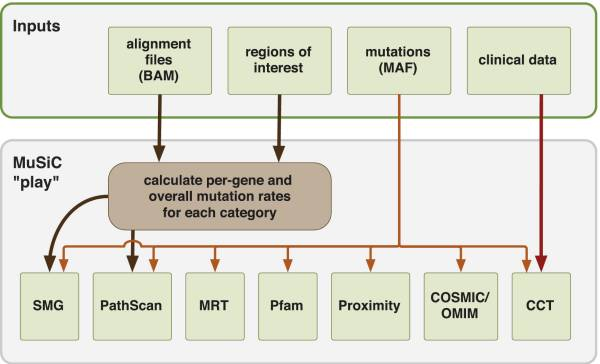 Inputs
alignment
files
(BAM)
regions of
interest
mutations
(MAF)
clinical data
MuSiC
"play"
calculate per-gene and
overall mutation rates
for each category
SMG
PathScan
MRT
Pfam
Proximity
COSMIC/
OMIM
CCT